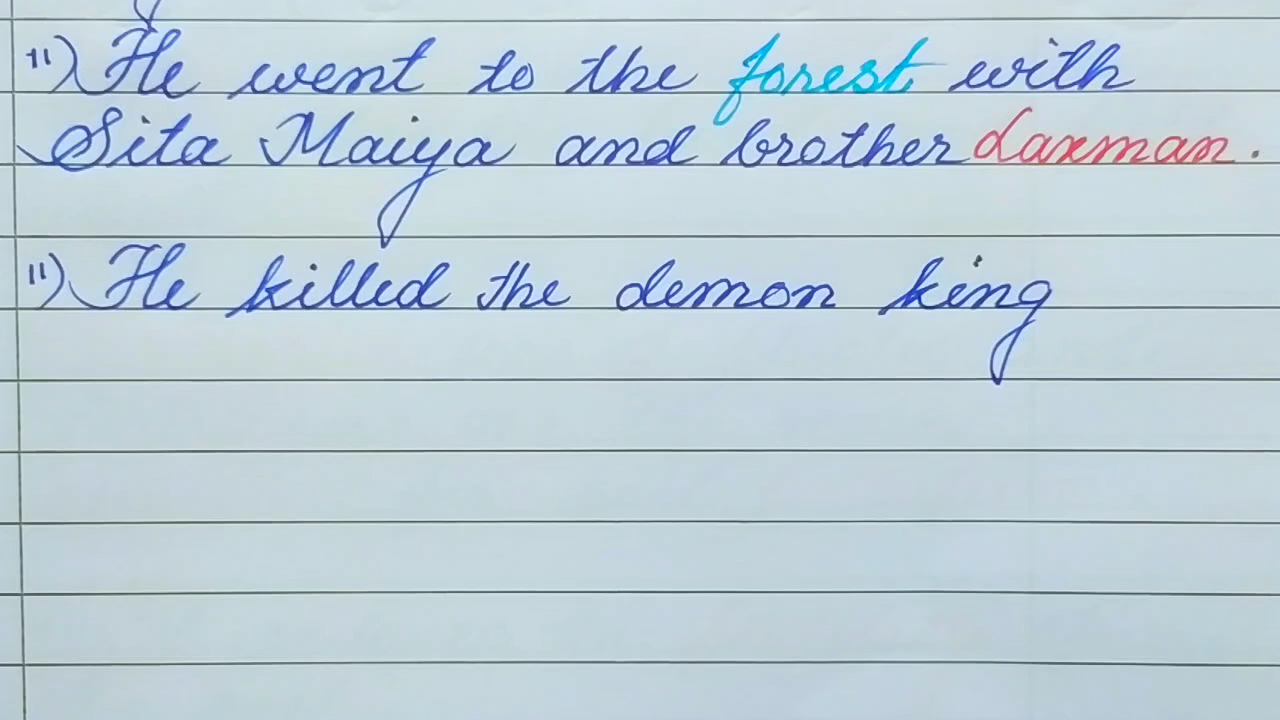 11) He went to the forest with
Sita Maiya and brother Laxman.
11) He killed the demon king